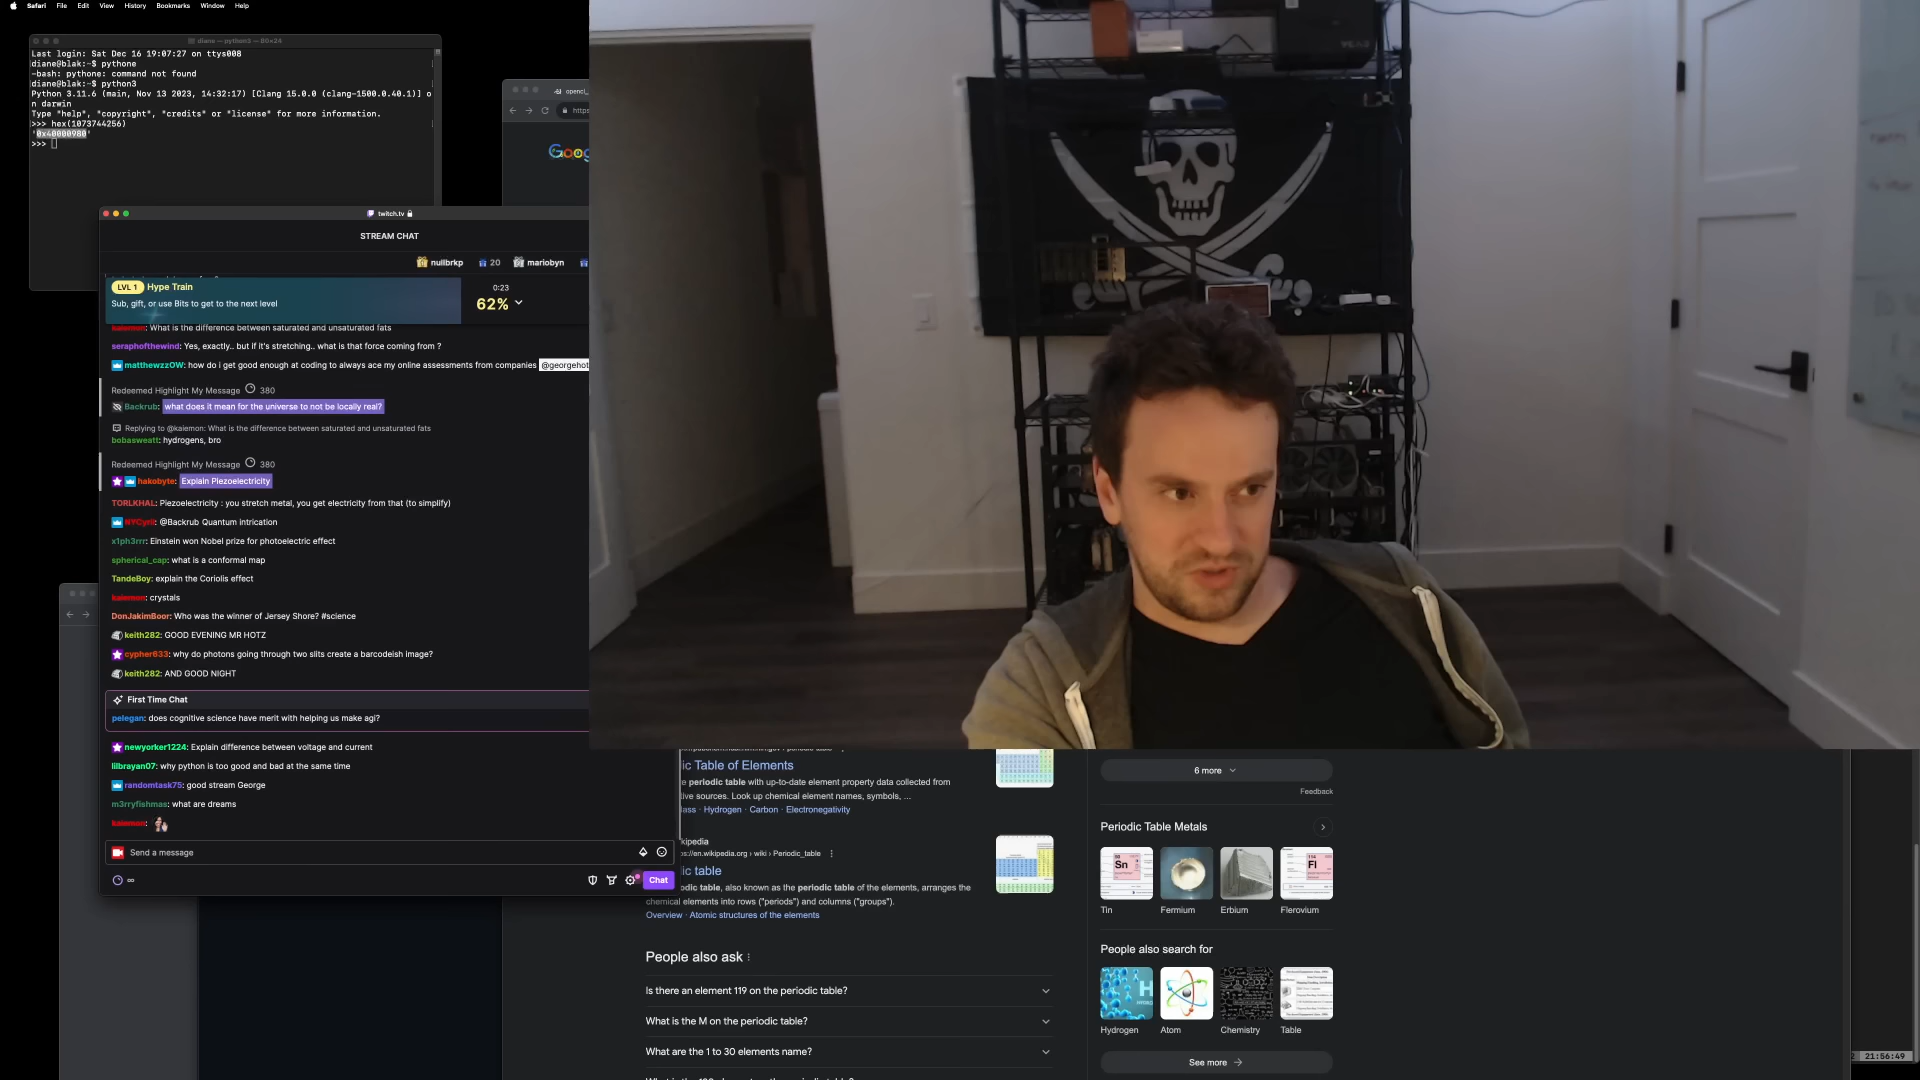 Safari File Edit View History Bookmarks Window Help
diane — python3 — 80×24
Last login: Sat Dec 16 19:07:27 on ttys008
diane@blak:~$ pythone
-bash: pythone: command not found
diane@blak:~$ python3
Python 3.11.6 (main, Nov 13 2023, 14:32:17) [Clang 15.0.0 (clang-1500.0.40.1)] o
n darwin
Type "help", "copyright", "credits" or "license" for more information.
>>> hex(1073744256)
'0x40000980'
>>>
opencl_
https
Goog
twitch.tv
STREAM CHAT
nullbrkp 20 mariobyn
LVL 1 Hype Train
Sub, gift, or use Bits to get to the next level
0:23
62%
kaiemon: What is the difference between saturated and unsaturated fats
seraphofthewind: Yes, exactly.. but if it's stretching.. what is that force coming from ?
matthewzzOW: how do i get good enough at coding to always ace my online assessments from companies @georgehot
Redeemed Highlight My Message 380
Backrub: what does it mean for the universe to not be locally real?
Replying to @kaiemon: What is the difference between saturated and unsaturated fats
bobasweatt: hydrogens, bro
Redeemed Highlight My Message 380
hakobyte: Explain Piezoelectricity
TORLKHAL: Piezoelectricity : you stretch metal, you get electricity from that (to simplify)
NYCyril: @Backrub Quantum intrication
x1ph3rrr: Einstein won Nobel prize for photoelectric effect
spherical_cap: what is a conformal map
TandeBoy: explain the Coriolis effect
kaiemon: crystals
DonJakimBoor: Who was the winner of Jersey Shore? #science
keith282: GOOD EVENING MR HOTZ
cypher633: why do photons going through two slits create a barcodeish image?
keith282: AND GOOD NIGHT
First Time Chat
pelegan: does cognitive science have merit with helping us make agi?
newyorker1224: Explain difference between voltage and current
lilbrayan07: why python is too good and bad at the same time
randomtask75: good stream George
m3rryfishmas: what are dreams
kaiemon:
Send a message
∞
Chat
ic Table of Elements
e periodic table with up-to-date element property data collected from
tive sources. Look up chemical element names, symbols, ...
ass · Hydrogen · Carbon · Electronegativity
kipedia
ps://en.wikipedia.org › wiki › Periodic_table
ic table
odic table, also known as the periodic table of the elements, arranges the
chemical elements into rows ("periods") and columns ("groups").
Overview · Atomic structures of the elements
People also ask
Is there an element 119 on the periodic table?
What is the M on the periodic table?
What are the 1 to 30 elements name?
6 more
Feedback
Periodic Table Metals
Sn
Fl
Tin Fermium Erbium Flerovium
People also search for
H
Hydrogen Atom Chemistry Table
See more
21:56:49